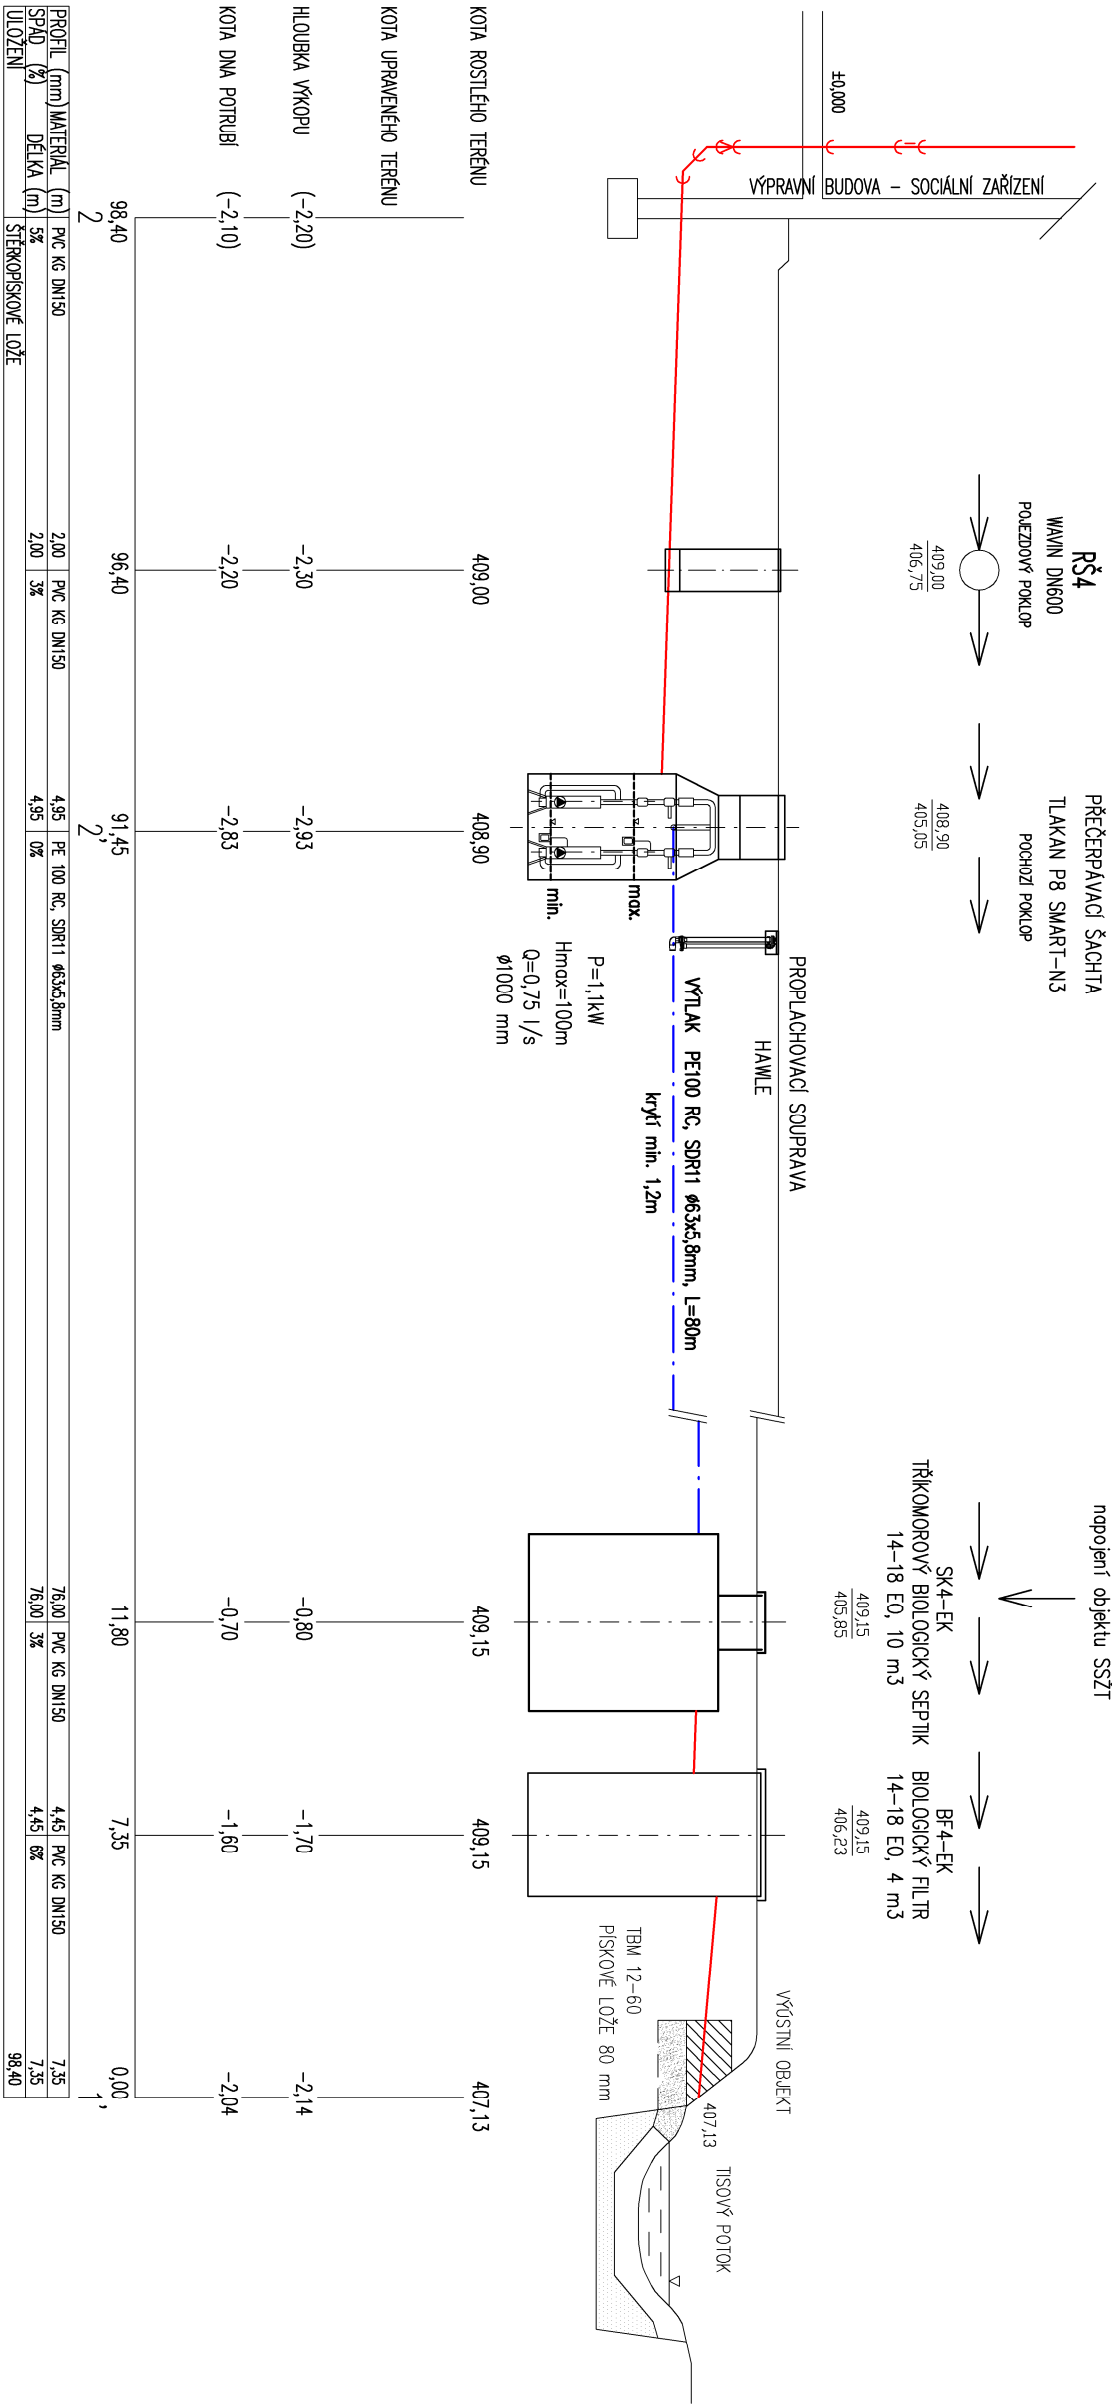 RŠ4
WAVIN DN600
POJEZDOVÝ POKLOP
409,00
406,75
PŘEČERPÁVACÍ ŠACHTA
TLAKAN P8 SMART-N3
POCHOZÍ POKLOP
408,90
405,05
napojení objektu SSŽT
SK4-EK
TŘÍKOMOROVÝ BIOLOGICKÝ SEPTIK
14-18 EO, 10 m3
409,15
405,85
BF4-EK
BIOLOGICKÝ FILTR
14-18 EO, 4 m3
409,15
406,23
±0,000
VÝPRAVNÍ BUDOVA - SOCIÁLNÍ ZAŘÍZENÍ
PROPLACHOVACÍ SOUPRAVA
HAWLE
VÝTLAK PE100 RC, SDR11 ø63x5,8mm, L=80m
krytí min. 1,2m
max.
min.
P=1,1kW
Hmax=100m
Q=0,75 l/s
ø1000 mm
VÝÚSTNÍ OBJEKT
407,13
TISOVÝ POTOK
TBM 12-60
PÍSKOVÉ LOŽE 80 mm
KOTA ROSTLÉHO TERÉNU 409,00 408,90 409,15 409,15 407,13
KOTA UPRAVENÉHO TERÉNU
HLOUBKA VÝKOPU (-2,20) -2,30 -2,93 -0,80 -1,70 -2,14
KOTA DNA POTRUBÍ (-2,10) -2,20 -2,83 -0,70 -1,60 -2,04
98,40 96,40 91,45 11,80 7,35 0,00
2 2, 1,
PROFIL (mm) MATERIÁL (m) PVC KG DN150 2,00 PVC KG DN150 4,95 PE 100 RC, SDR11 ø63x5,8mm 76,00 PVC KG DN150 4,45 PVC KG DN150 7,35
SPÁD (%) DÉLKA (m) 5% 2,00 3% 4,95 0% 76,00 3% 4,45 6% 7,35
ULOŽENÍ ŠTĚRKOPÍSKOVÉ LOŽE 98,40